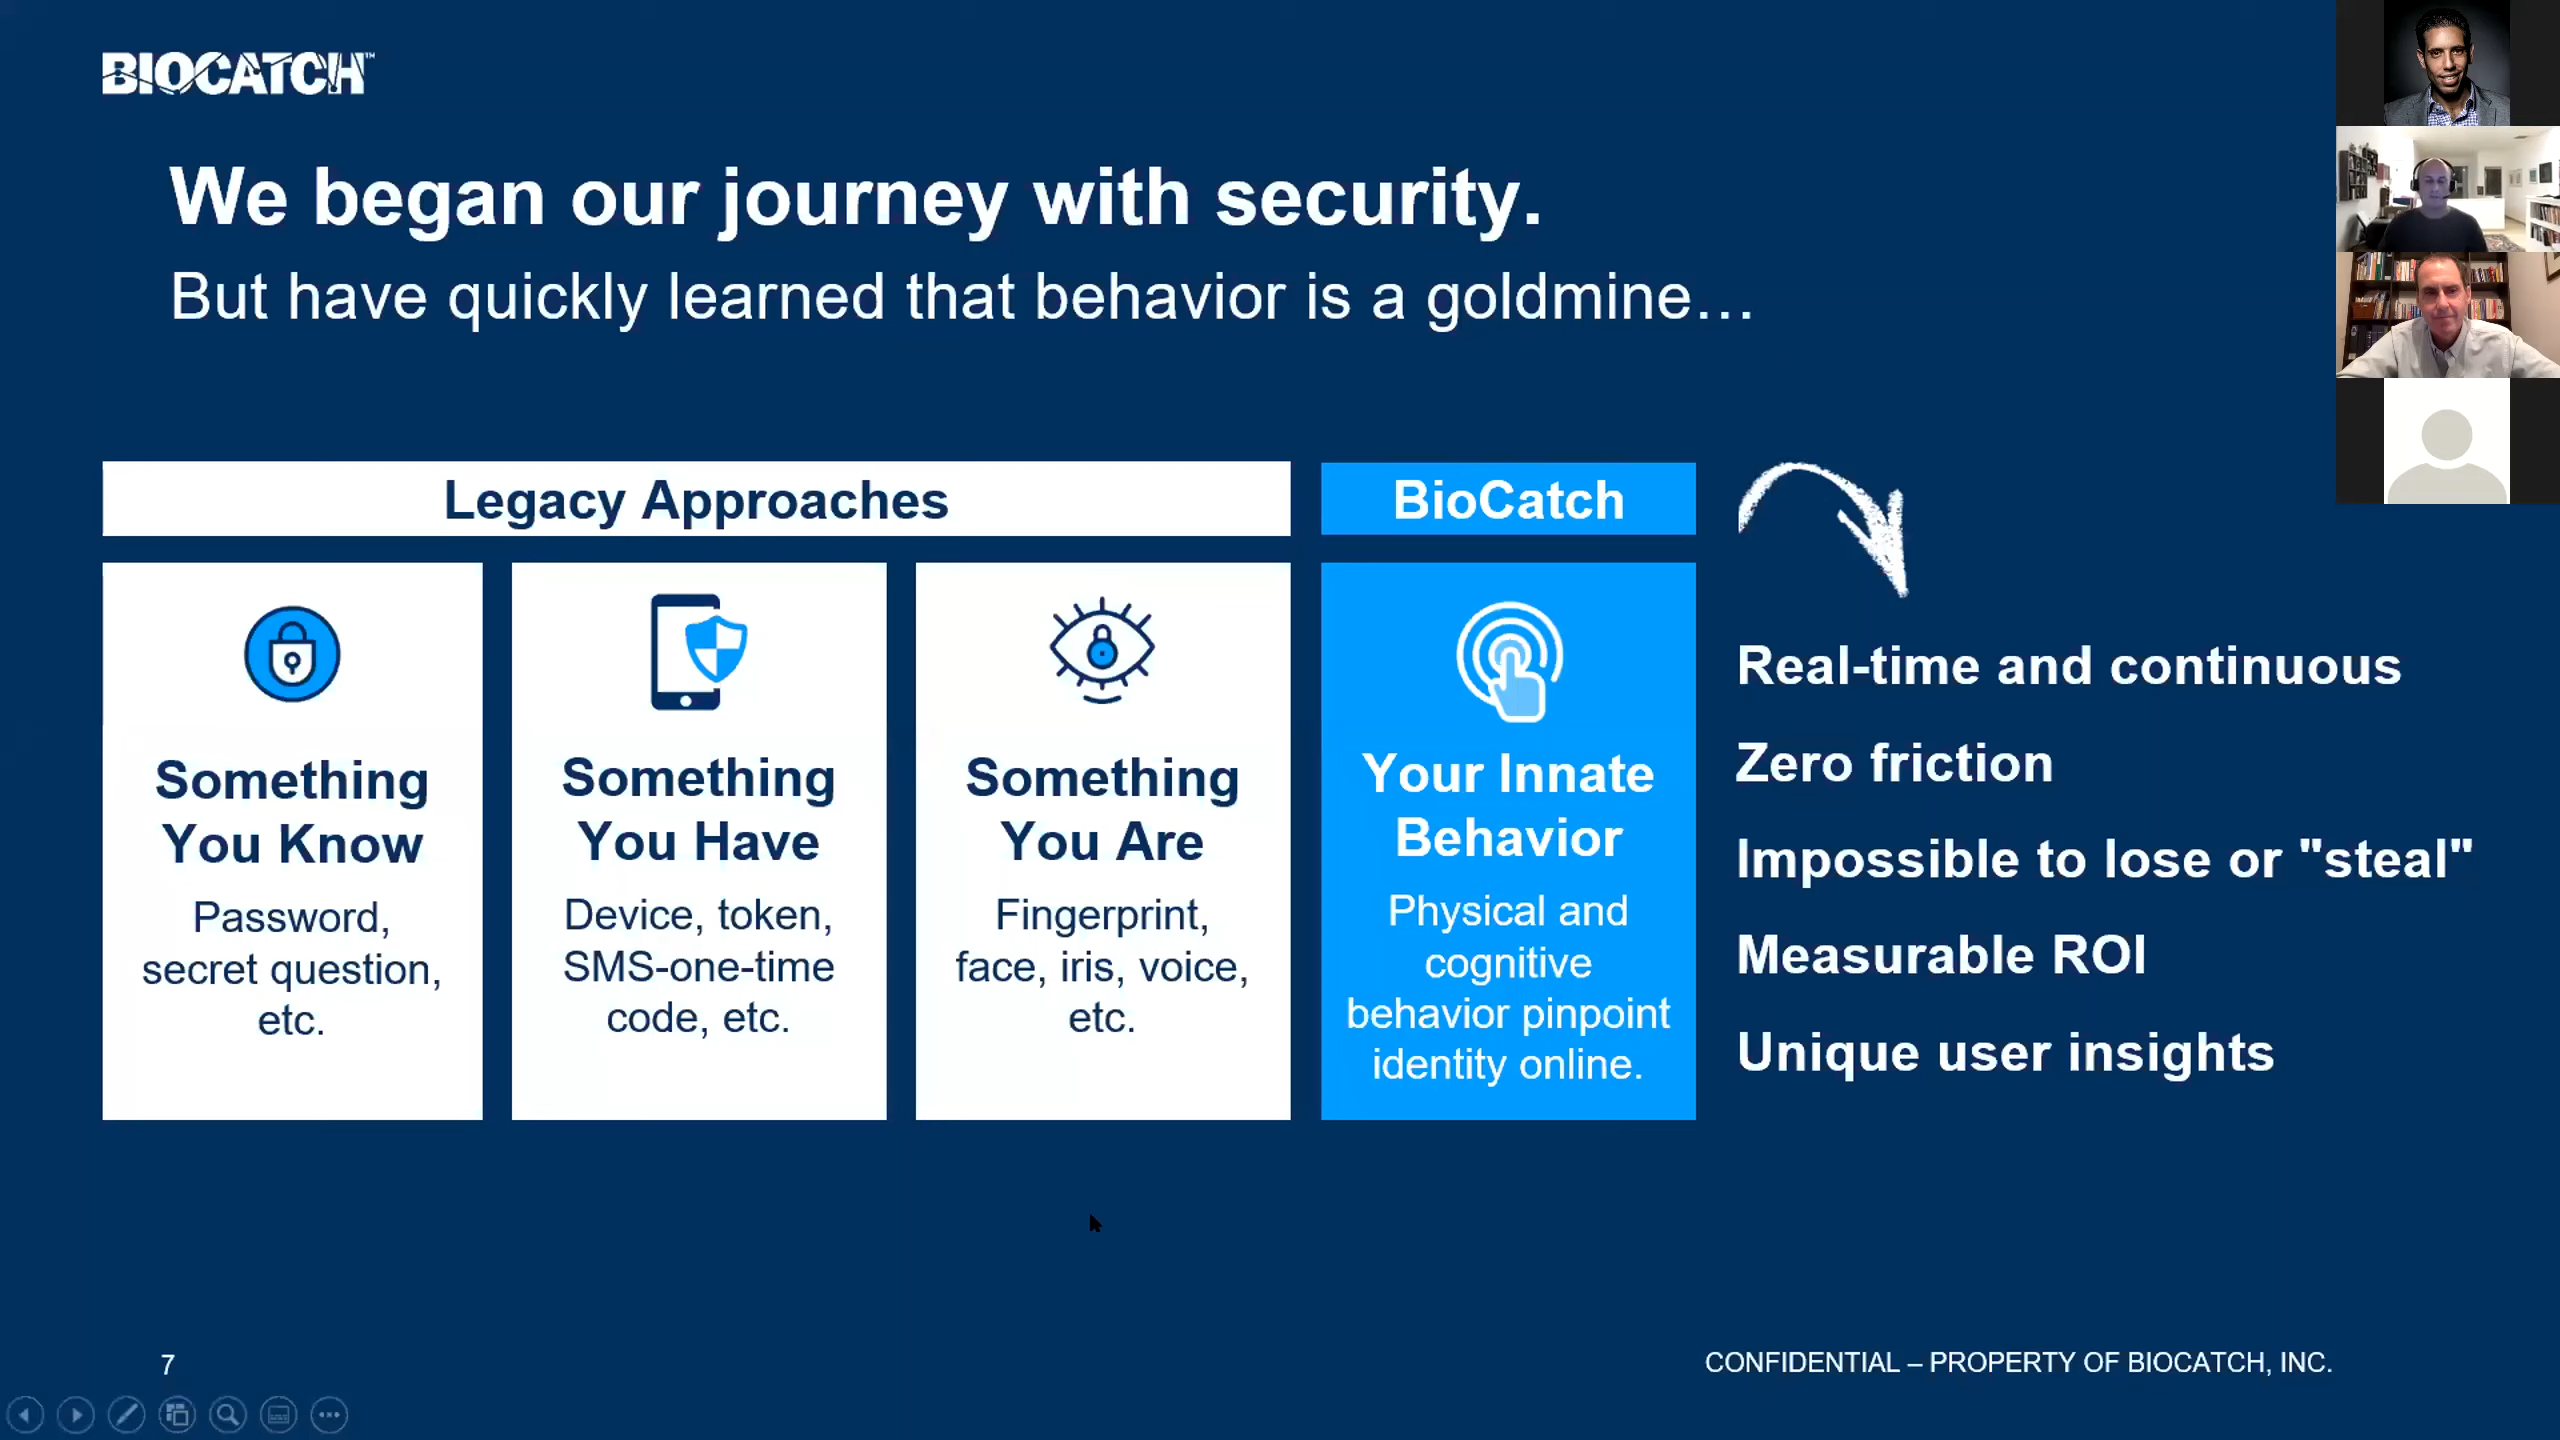 BIOCATCH™
We began our journey with security.
But have quickly learned that behavior is a goldmine…
Legacy Approaches
BioCatch
Something
You Know
Password,
secret question,
etc.
Something
You Have
Device, token,
SMS-one-time
code, etc.
Something
You Are
Fingerprint,
face, iris, voice,
etc.
Your Innate
Behavior
Physical and
cognitive
behavior pinpoint
identity online.
Real-time and continuous
Zero friction
Impossible to lose or "steal"
Measurable ROI
Unique user insights
7
CONFIDENTIAL – PROPERTY OF BIOCATCH, INC.